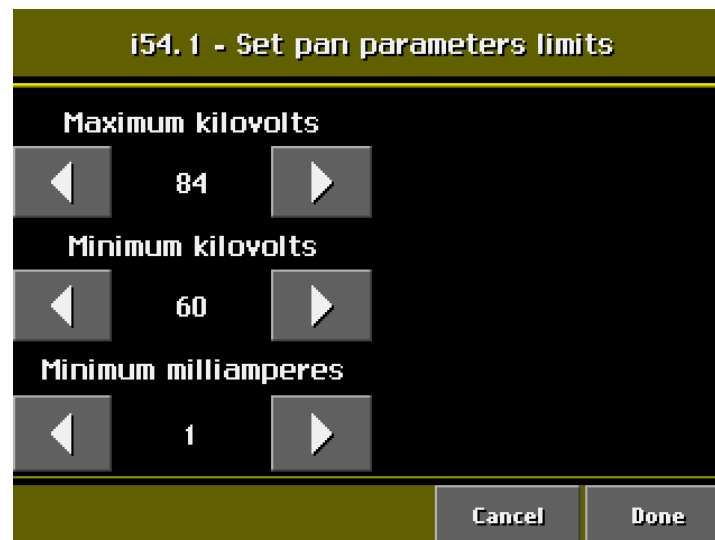 i54.1 - Set pan parameters limits
Maximum kilovolts
84
Minimum kilovolts
60
Minimum milliamperes
1
Cancel Done